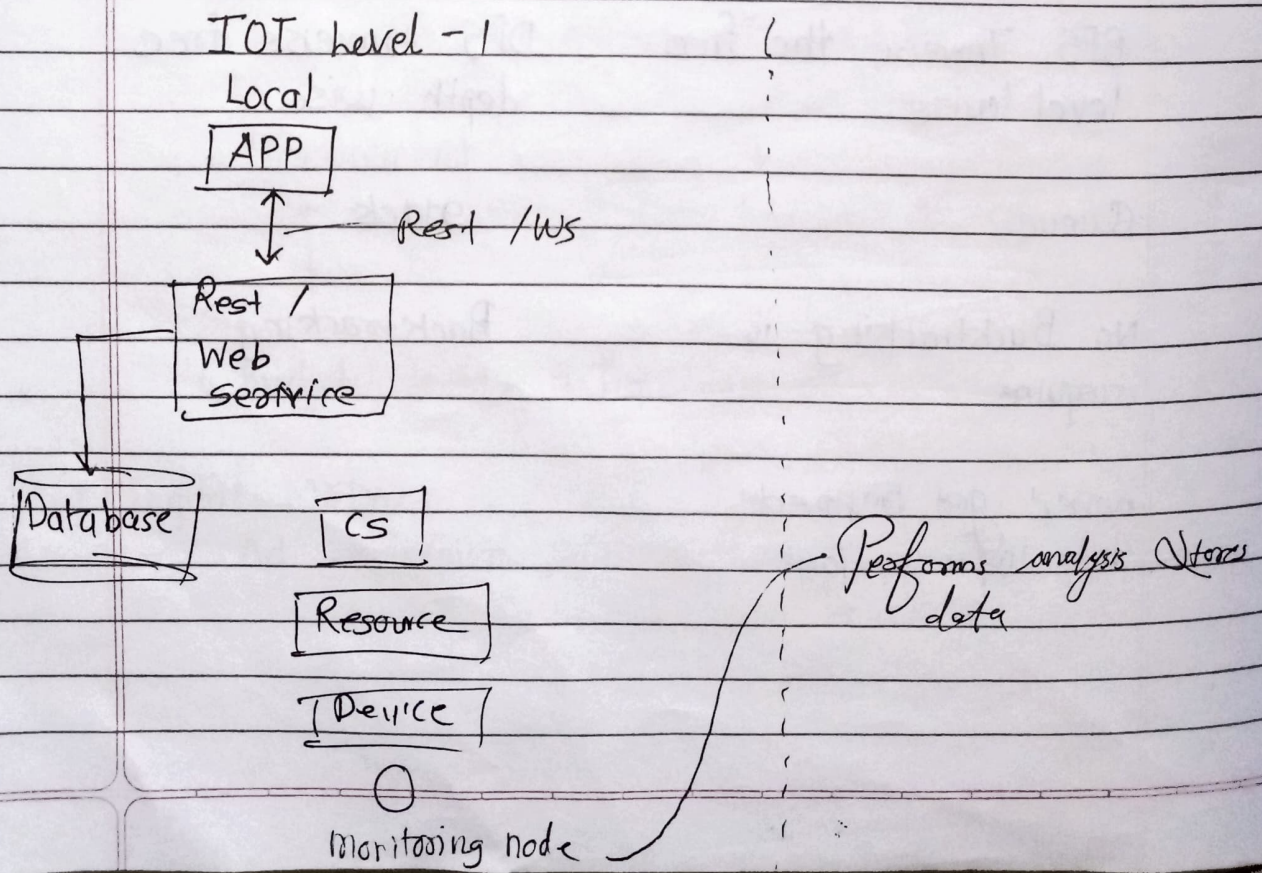 IOT Level - 1
Local
APP
Rest / WS
Rest /
Web
service
Database
CS
Resource
Device
Monitoring node
Performs analysis Stores
data